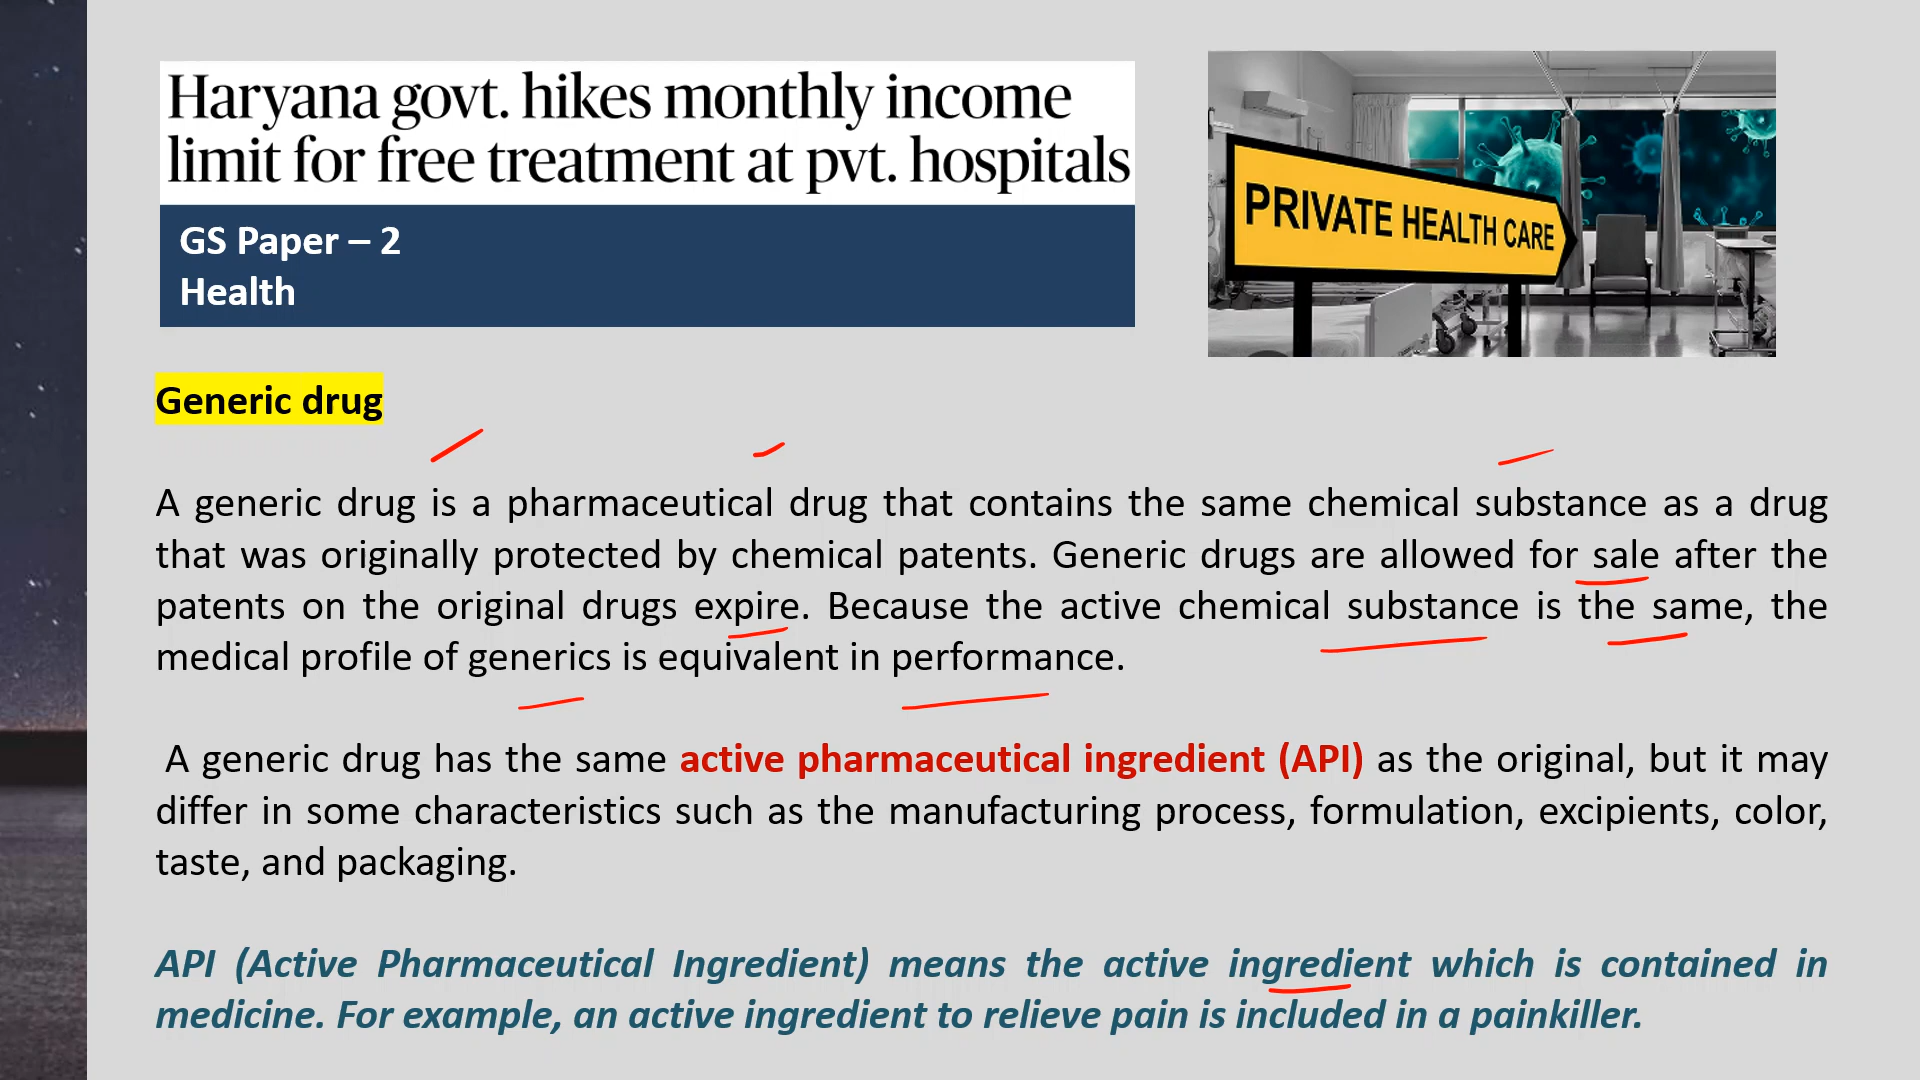 Haryana govt. hikes monthly income
limit for free treatment at pvt. hospitals
GS Paper – 2
Health
PRIVATE HEALTH CARE
Generic drug
A generic drug is a pharmaceutical drug that contains the same chemical substance as a drug
that was originally protected by chemical patents. Generic drugs are allowed for sale after the
patents on the original drugs expire. Because the active chemical substance is the same, the
medical profile of generics is equivalent in performance.
A generic drug has the same active pharmaceutical ingredient (API) as the original, but it may
differ in some characteristics such as the manufacturing process, formulation, excipients, color,
taste, and packaging.
API (Active Pharmaceutical Ingredient) means the active ingredient which is contained in
medicine. For example, an active ingredient to relieve pain is included in a painkiller.